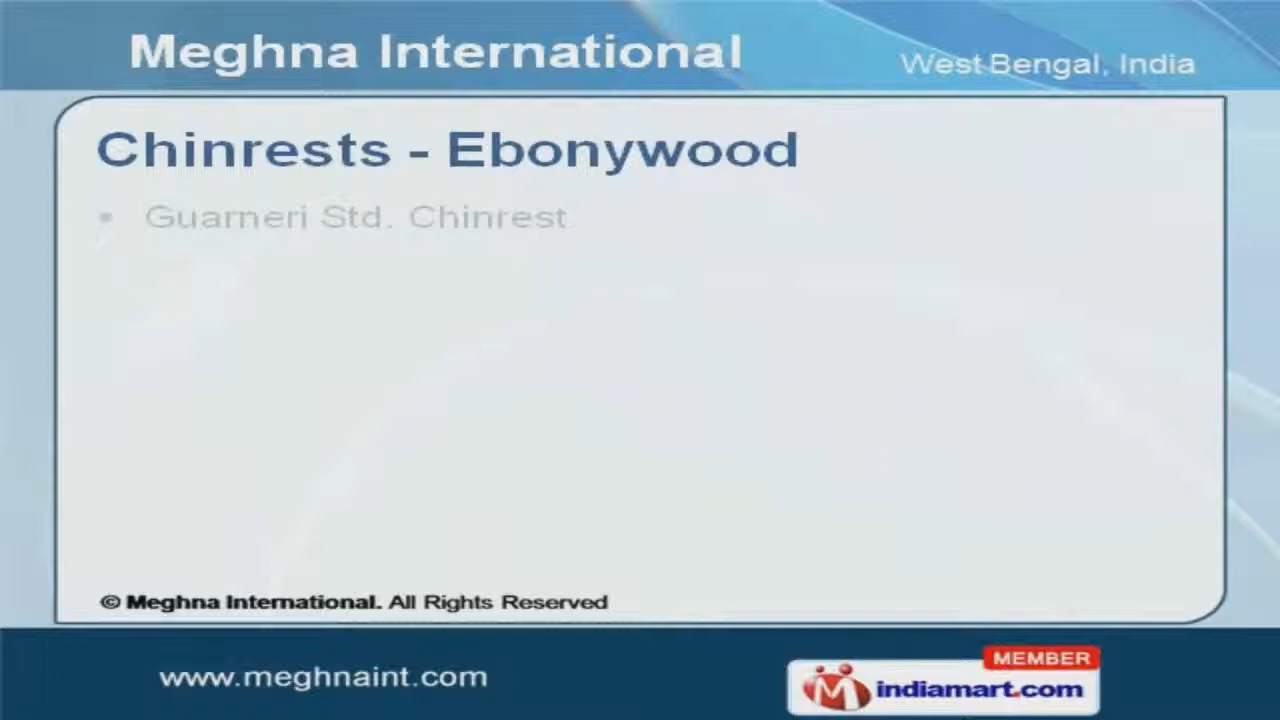 Meghna International
West Bengal, India
Chinrests - Ebonywood
• Guarneri Std. Chinrest
© Meghna International. All Rights Reserved
www.meghnaint.com
MEMBER
indiamart.com